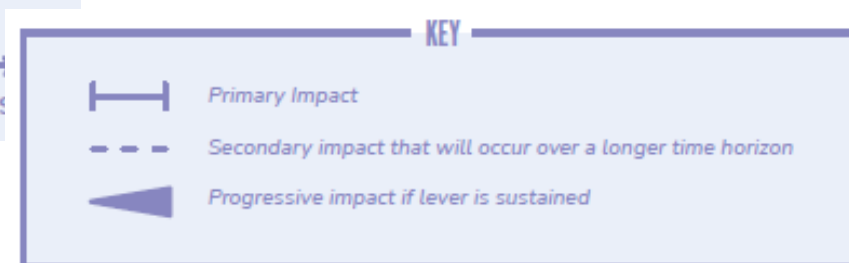 KEY
Primary Impact
Secondary impact that will occur over a longer time horizon
Progressive impact if lever is sustained